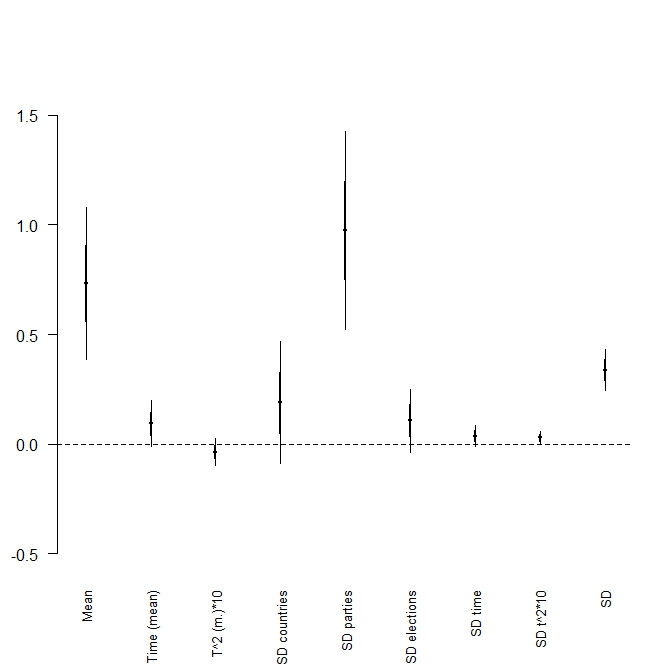 1.5
1.0
0.5
0.0
-0.5
Mean
Time (mean)
T^2 (m.)*10
SD countries
SD parties
SD elections
SD time
SD t^2*10
SD